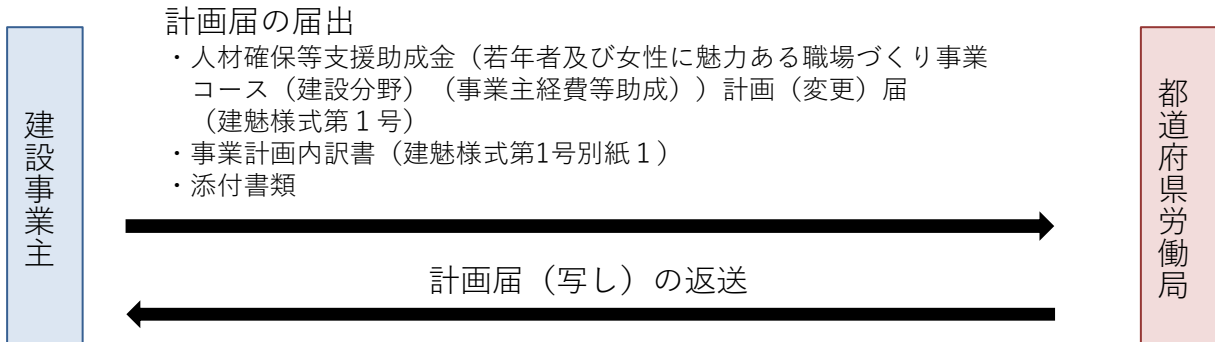 計画届の届出
・人材確保等支援助成金（若年者及び女性に魅力ある職場づくり事業
コース（建設分野）（事業主経費等助成））計画（変更）届
（建魅様式第１号）
・事業計画内訳書（建魅様式第1号別紙１）
・添付書類
建設事業主
都道府県労働局
計画届（写し）の返送